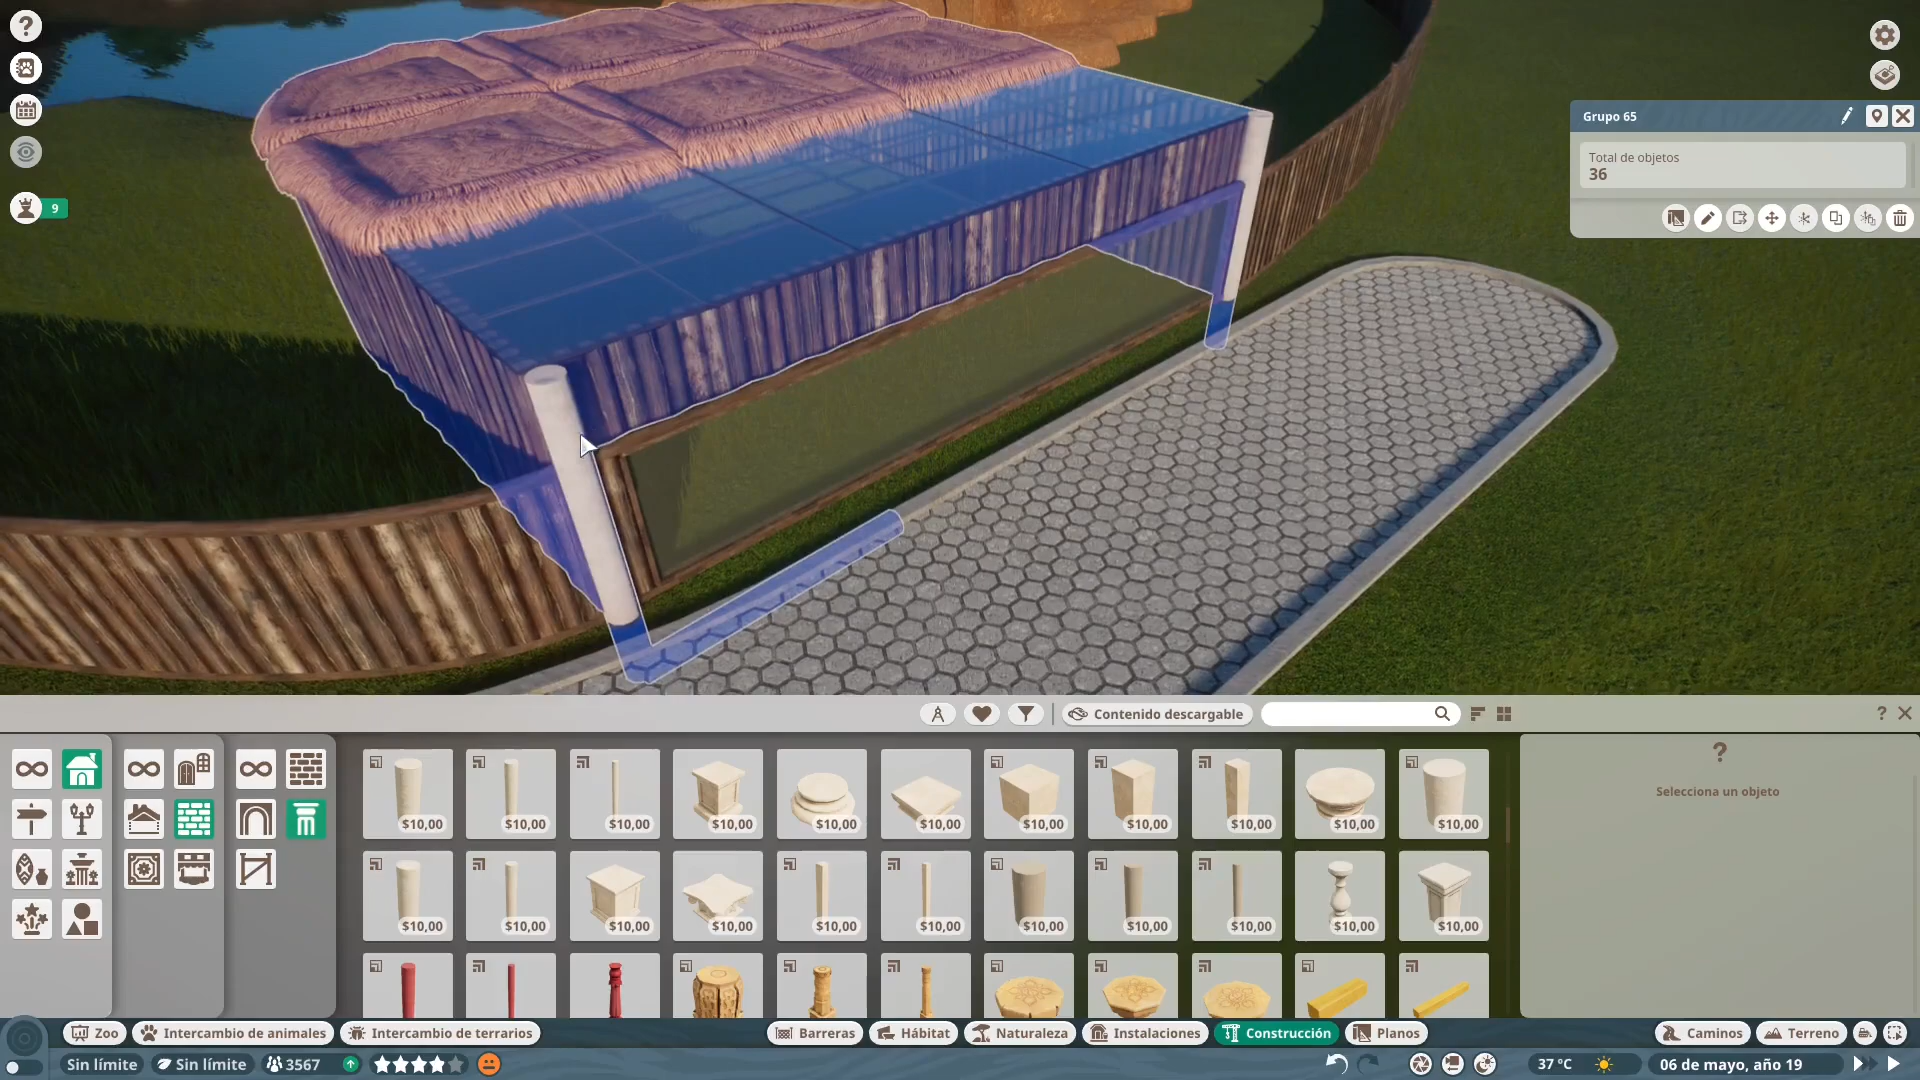 9
Grupo 65
Total de objetos
36
Contenido descargable
$10,00 $10,00 $10,00 $10,00 $10,00 $10,00 $10,00 $10,00 $10,00 $10,00 $10,00
$10,00 $10,00 $10,00 $10,00 $10,00 $10,00 $10,00 $10,00 $10,00 $10,00 $10,00
?
Selecciona un objeto
Zoo Intercambio de animales Intercambio de terrarios Barreras Hábitat Naturaleza Instalaciones Construcción Planos Caminos Terreno
Sin límite Sin límite 3567 37 °C 06 de mayo, año 19